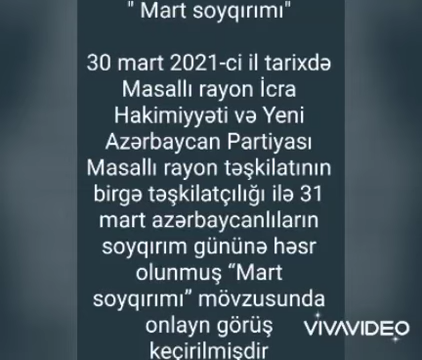 " Mart soyqırımı"
30 mart 2021-ci il tarixdə
Masallı rayon İcra
Hakimiyyəti və Yeni
Azərbaycan Partiyası
Masallı rayon təşkilatının
birgə təşkilatçılığı ilə 31
mart azərbaycanlıların
soyqırım gününə həsr
olunmuş “Mart
soyqırımı” mövzusunda
onlayn görüş
keçirilmişdir
VIVAVIDEO